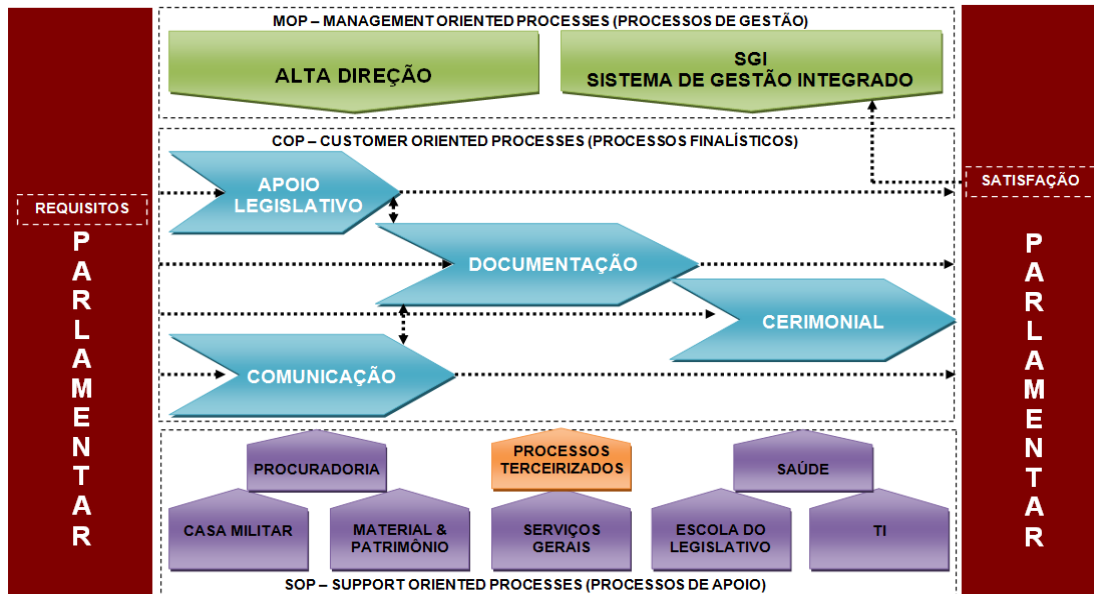 MOP – MANAGEMENT ORIENTED PROCESSES (PROCESSOS DE GESTÃO)
ALTA DIREÇÃO
SGI
SISTEMA DE GESTÃO INTEGRADO
COP – CUSTOMER ORIENTED PROCESSES (PROCESSOS FINALÍSTICOS)
REQUISITOS
PARLAMENTAR
APOIO
LEGISLATIVO
DOCUMENTAÇÃO
CERIMONIAL
COMUNICAÇÃO
SATISFAÇÃO
PARLAMENTAR
PROCURADORIA
PROCESSOS
TERCEIRIZADOS
SAÚDE
CASA MILITAR
MATERIAL &
PATRIMÔNIO
SERVIÇOS
GERAIS
ESCOLA DO
LEGISLATIVO
TI
SOP – SUPPORT ORIENTED PROCESSES (PROCESSOS DE APOIO)